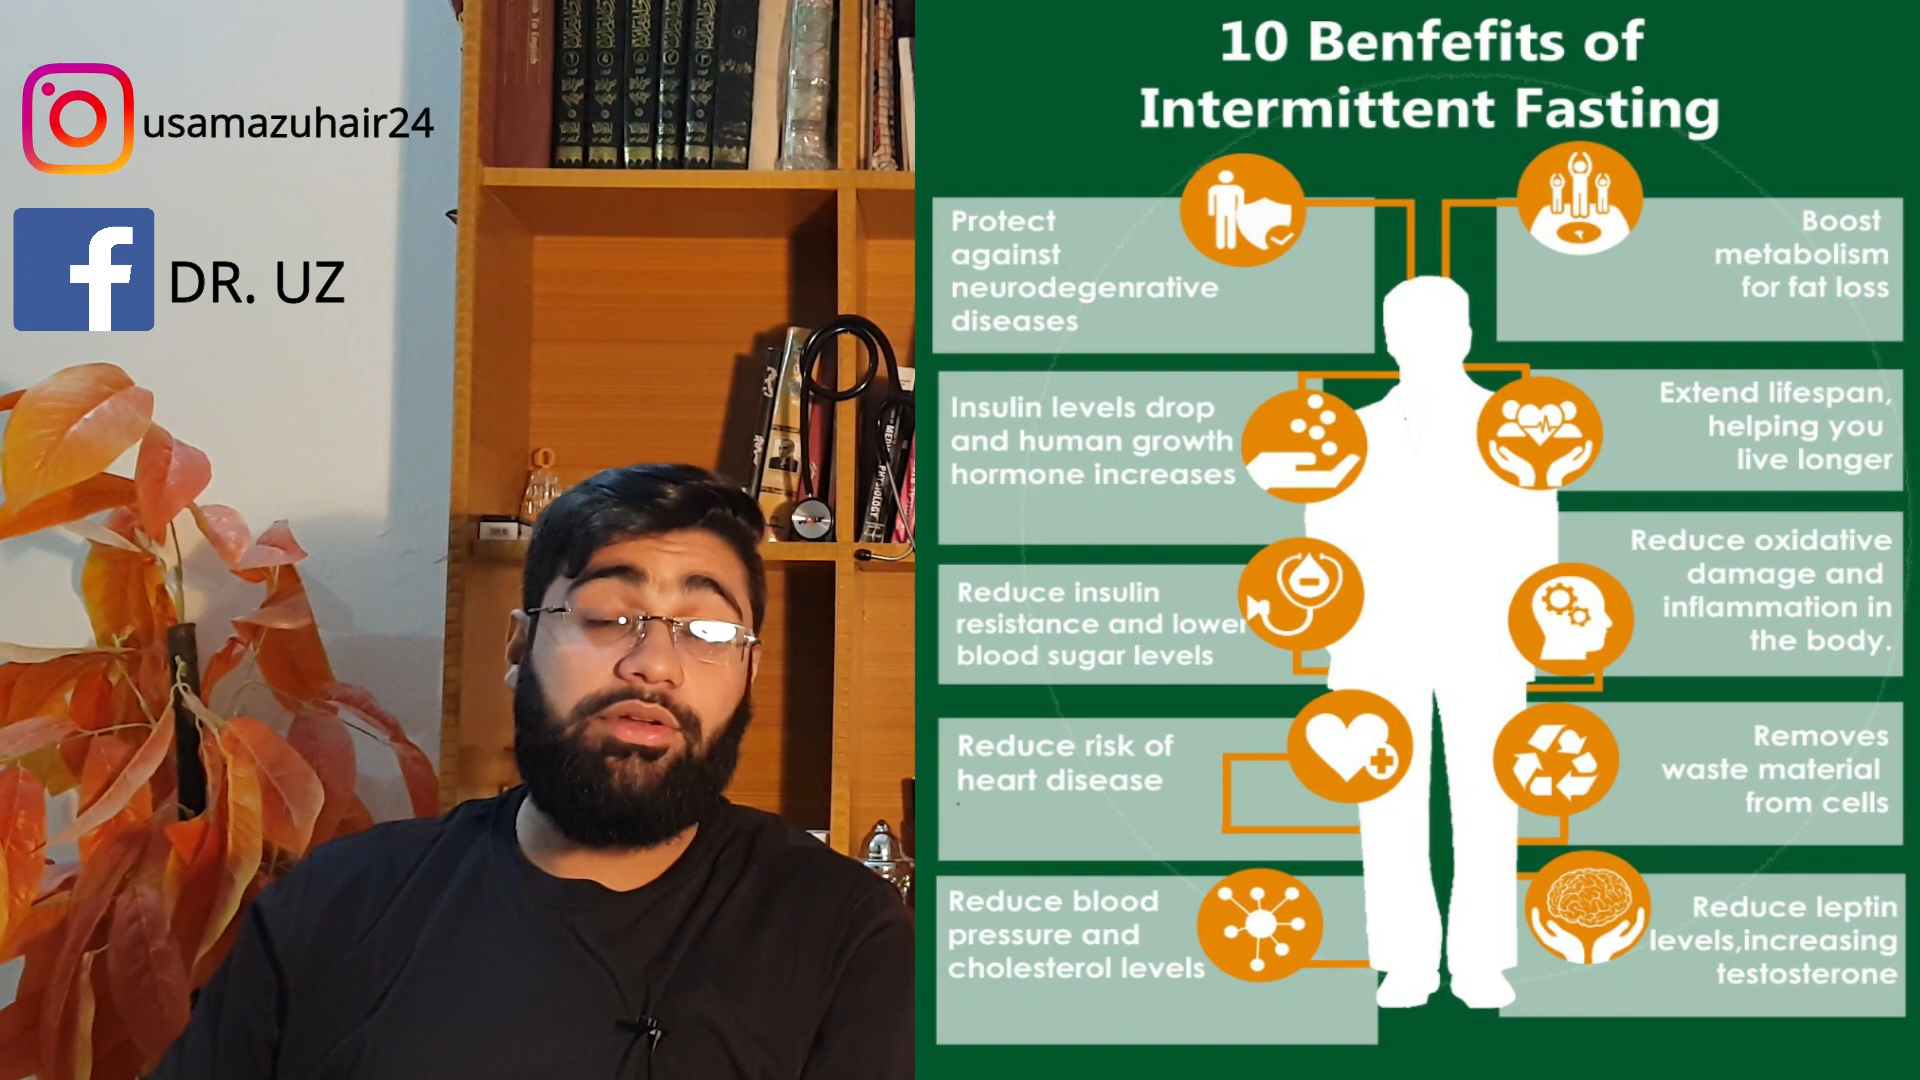 usamazuhair24
DR. UZ
To English
PHYSIOLOGY
10 Benfefits of
Intermittent Fasting
Protect
against
neurodegenrative
diseases
Boost
metabolism
for fat loss
Insulin levels drop
and human growth
hormone increases
Extend lifespan,
helping you
live longer
Reduce insulin
resistance and lower
blood sugar levels
Reduce oxidative
damage and
inflammation in
the body.
Reduce risk of
heart disease
Removes
waste material
from cells
Reduce blood
pressure and
cholesterol levels
Reduce leptin
levels,increasing
testosterone